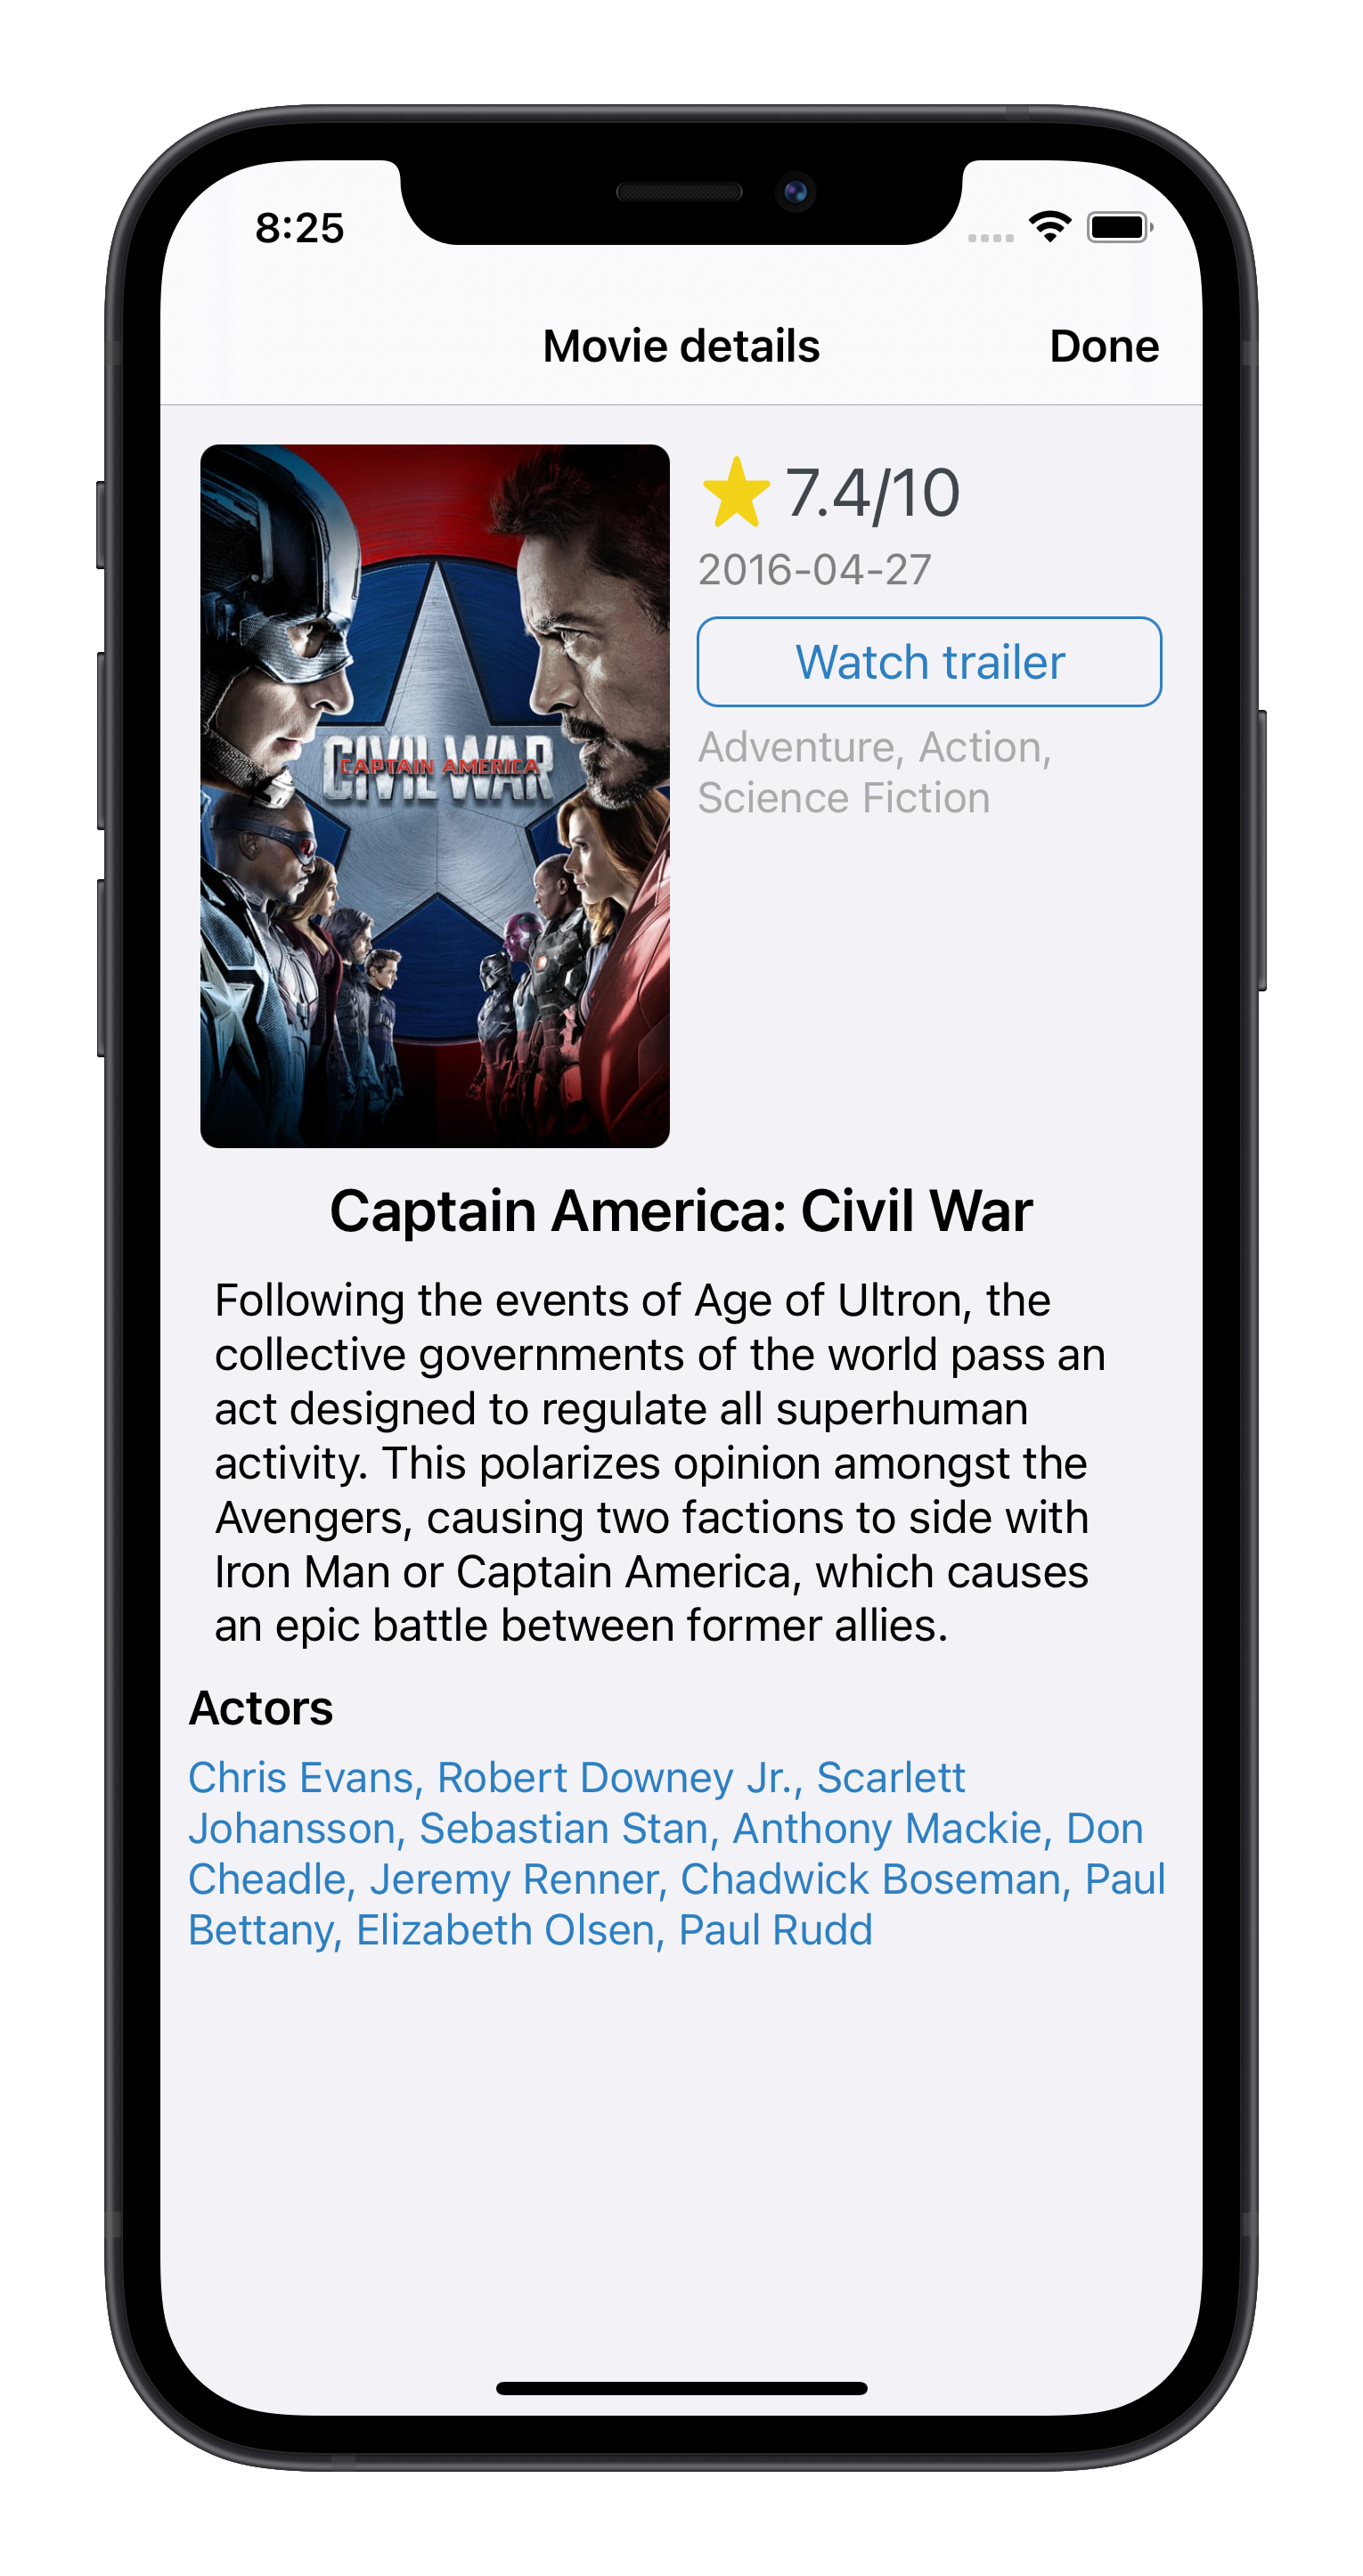 8:25
Movie details
Done
7.4/10
2016-04-27
Watch trailer
Adventure, Action,
Science Fiction
CIVIL WAR
CAPTAIN AMERICA
Captain America: Civil War
Following the events of Age of Ultron, the
collective governments of the world pass an
act designed to regulate all superhuman
activity. This polarizes opinion amongst the
Avengers, causing two factions to side with
Iron Man or Captain America, which causes
an epic battle between former allies.
Actors
Chris Evans, Robert Downey Jr., Scarlett
Johansson, Sebastian Stan, Anthony Mackie, Don
Cheadle, Jeremy Renner, Chadwick Boseman, Paul
Bettany, Elizabeth Olsen, Paul Rudd